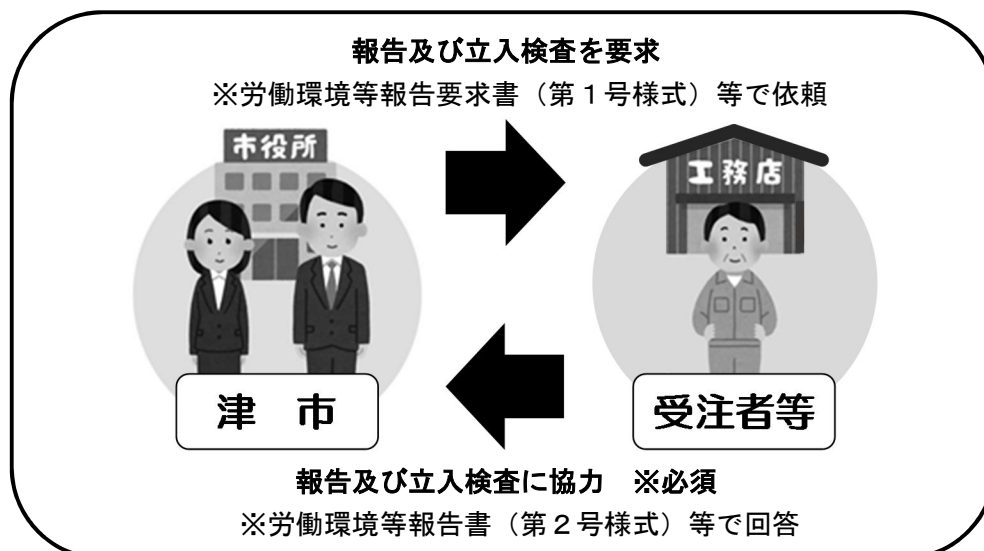 報告及び立入検査を要求
※労働環境等報告要求書（第１号様式）等で依頼
市役所
工務店
津　市
受注者等
報告及び立入検査に協力　※必須
※労働環境等報告書（第２号様式）等で回答